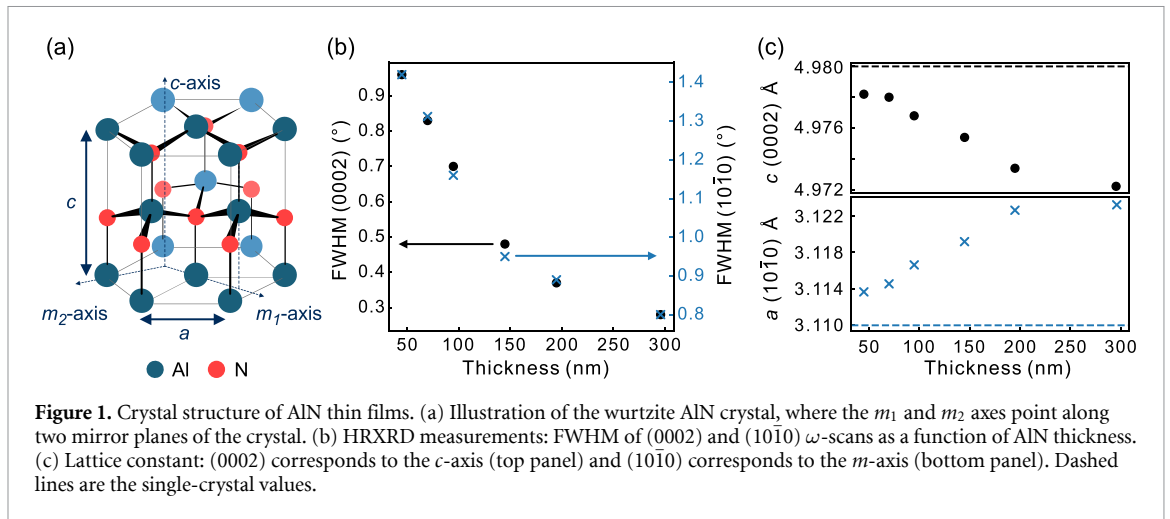 (a)
c-axis
c
m₂-axis
m₁-axis
a
Al
N
(b)
FWHM (0002) (°)
0.9
0.8
0.7
0.6
0.5
0.4
0.3
1.4
1.3
1.2
1.1
1.0
0.9
0.8
FWHM (101̄0) (°)
50 100 150 200 250 300
Thickness (nm)
(c)
c (0002) Å
4.980
4.976
4.972
a (101̄0) Å
3.122
3.118
3.114
3.110
50 100 150 200 250 300
Thickness (nm)
Figure 1. Crystal structure of AlN thin films. (a) Illustration of the wurtzite AlN crystal, where the m₁ and m₂ axes point along
two mirror planes of the crystal. (b) HRXRD measurements: FWHM of (0002) and (101̄0) ω-scans as a function of AlN thickness.
(c) Lattice constant: (0002) corresponds to the c-axis (top panel) and (101̄0) corresponds to the m-axis (bottom panel). Dashed
lines are the single-crystal values.